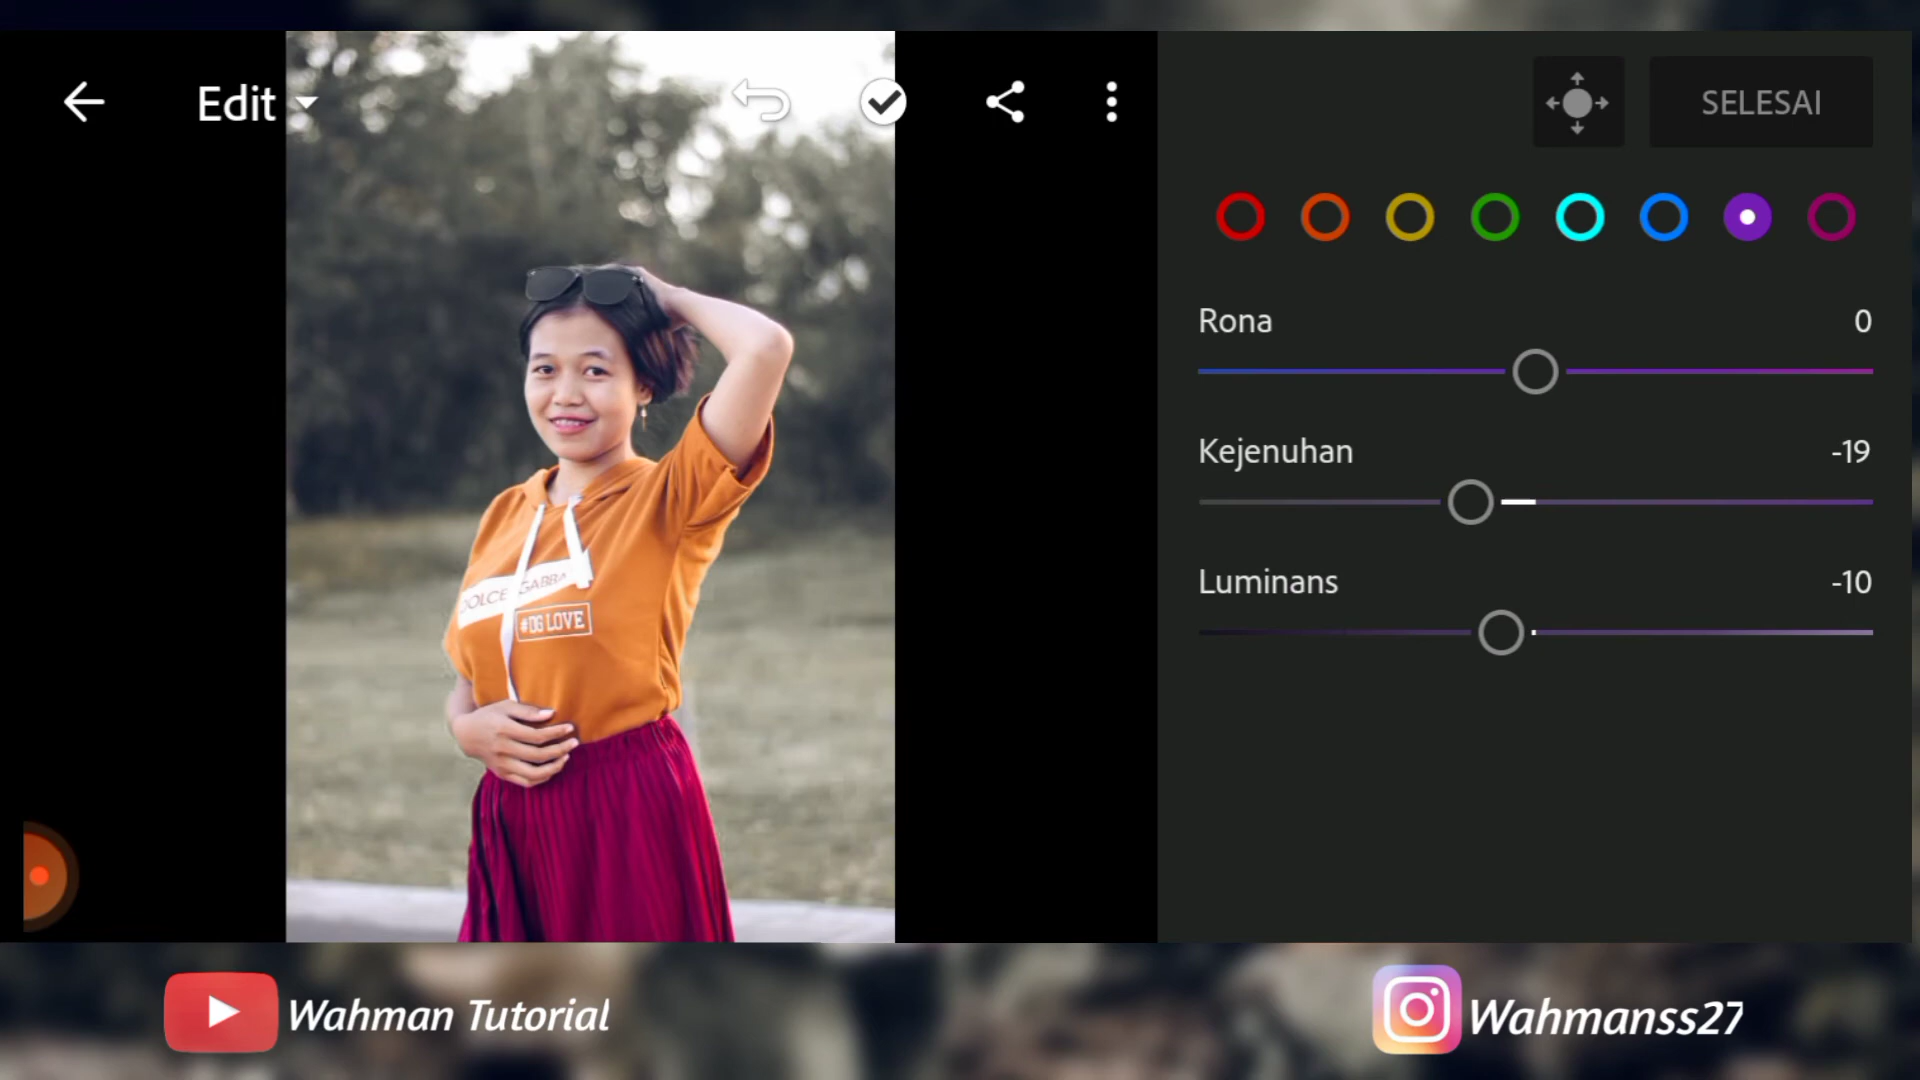 Edit
SELESAI
Rona 0
Kejenuhan -19
Luminans -10
DOLCE GABBA
#DG LOVE
Wahman Tutorial
Wahmanss27